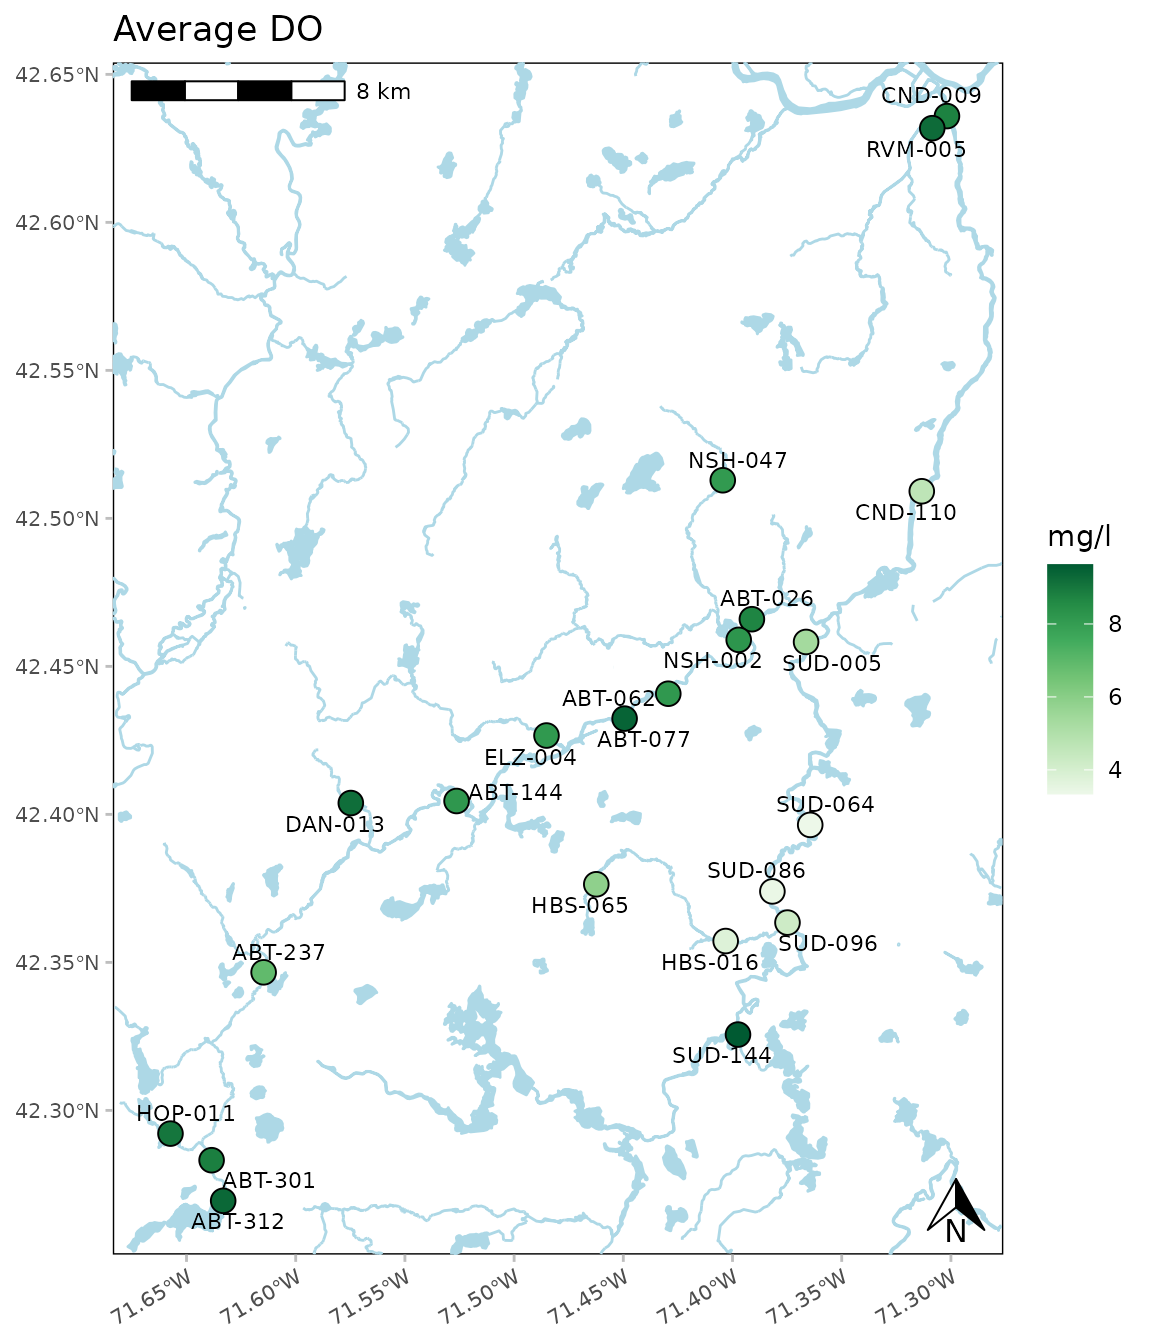 Average DO
42.65°N
8 km
CND-009
RVM-005
42.60°N
42.55°N
NSH-047
CND-110
42.50°N
mg/l
ABT-026
8
NSH-002
SUD-005
42.45°N
ABT-062
6
ABT-077
ELZ-004
4
ABT-144
SUD-064
42.40°N
DAN-013
SUD-086
HBS-065
SUD-096
ABT-237
HBS-016
42.35°N
SUD-144
42.30°N
HOP-011
ABT-301
ABT-312
N
71.65°W
71.60°W
71.55°W
71.50°W
71.45°W
71.40°W
71.35°W
71.30°W